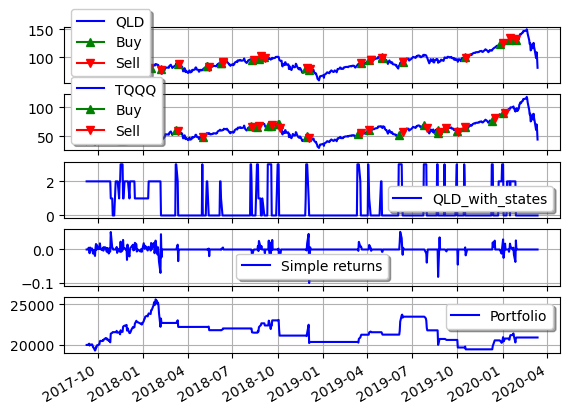 QLD
Buy
Sell
150
100
TQQQ
Buy
Sell
100
50
QLD_with_states
2
0
Simple returns
0.0
−0.1
Portfolio
25000
20000
2017-10
2018-01
2018-04
2018-07
2018-10
2019-01
2019-04
2019-07
2019-10
2020-01
2020-04